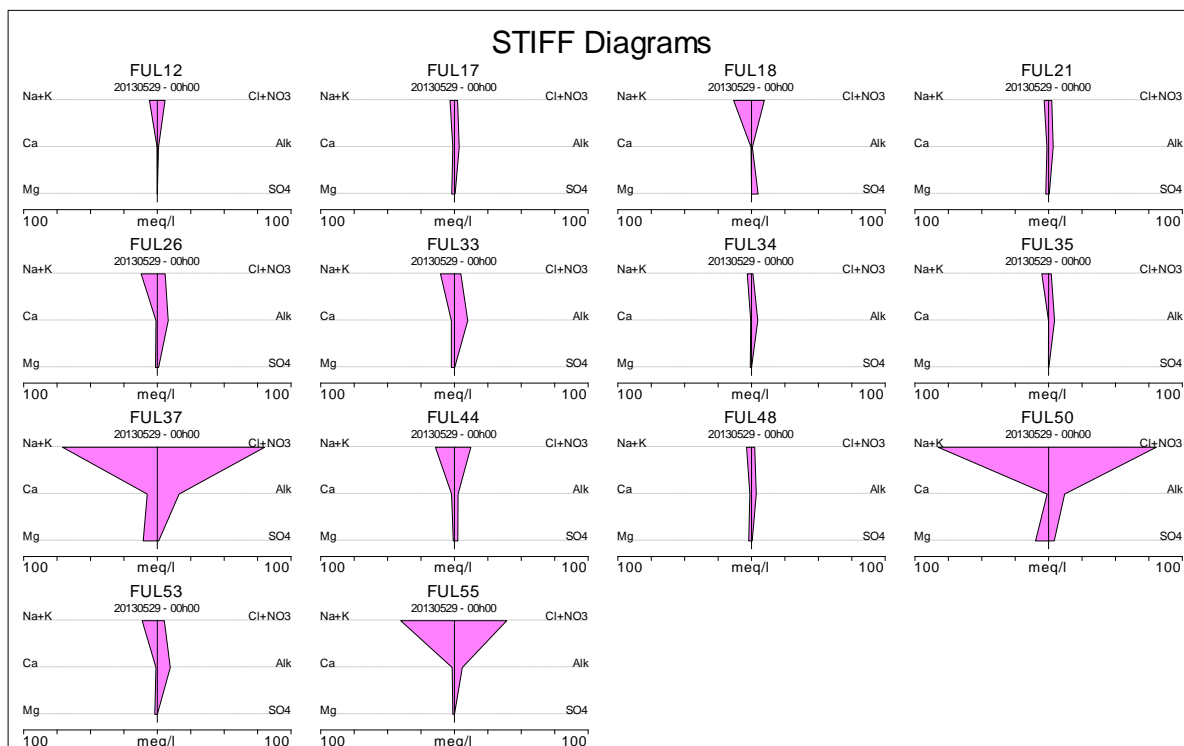 STIFF Diagrams
FUL12 FUL17 FUL18 FUL21
20130529 - 00h00 20130529 - 00h00 20130529 - 00h00 20130529 - 00h00
Na+K Cl+NO3 Na+K Cl+NO3 Na+K Cl+NO3 Na+K Cl+NO3
Ca Alk Ca Alk Ca Alk Ca Alk
Mg SO4 Mg SO4 Mg SO4 Mg SO4
100 meq/l 100 100 meq/l 100 100 meq/l 100 100 meq/l 100
FUL26 FUL33 FUL34 FUL35
20130529 - 00h00 20130529 - 00h00 20130529 - 00h00 20130529 - 00h00
Na+K Cl+NO3 Na+K Cl+NO3 Na+K Cl+NO3 Na+K Cl+NO3
Ca Alk Ca Alk Ca Alk Ca Alk
Mg SO4 Mg SO4 Mg SO4 Mg SO4
100 meq/l 100 100 meq/l 100 100 meq/l 100 100 meq/l 100
FUL37 FUL44 FUL48 FUL50
20130529 - 00h00 20130529 - 00h00 20130529 - 00h00 20130529 - 00h00
Na+K Cl+NO3 Na+K Cl+NO3 Na+K Cl+NO3 Na+K Cl+NO3
Ca Alk Ca Alk Ca Alk Ca Alk
Mg SO4 Mg SO4 Mg SO4 Mg SO4
100 meq/l 100 100 meq/l 100 100 meq/l 100 100 meq/l 100
FUL53 FUL55
20130529 - 00h00 20130529 - 00h00
Na+K Cl+NO3 Na+K Cl+NO3
Ca Alk Ca Alk
Mg SO4 Mg SO4
100 meq/l 100 100 meq/l 100